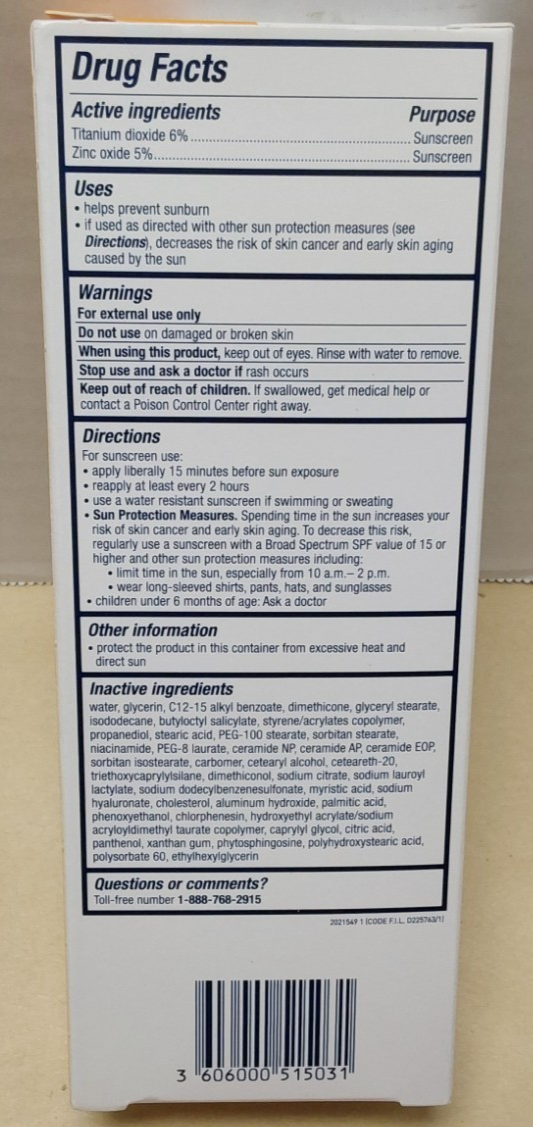 Drug Facts
Active ingredients Purpose
Titanium dioxide 6%........................................................ Sunscreen
Zinc oxide 5%................................................................. Sunscreen
Uses
• helps prevent sunburn
• if used as directed with other sun protection measures (see
Directions), decreases the risk of skin cancer and early skin aging
caused by the sun
Warnings
For external use only
Do not use on damaged or broken skin
When using this product, keep out of eyes. Rinse with water to remove.
Stop use and ask a doctor if rash occurs
Keep out of reach of children. If swallowed, get medical help or
contact a Poison Control Center right away.
Directions
For sunscreen use:
• apply liberally 15 minutes before sun exposure
• reapply at least every 2 hours
• use a water resistant sunscreen if swimming or sweating
• Sun Protection Measures. Spending time in the sun increases your
risk of skin cancer and early skin aging. To decrease this risk,
regularly use a sunscreen with a Broad Spectrum SPF value of 15 or
higher and other sun protection measures including:
• limit time in the sun, especially from 10 a.m.– 2 p.m.
• wear long-sleeved shirts, pants, hats, and sunglasses
• children under 6 months of age: Ask a doctor
Other information
• protect the product in this container from excessive heat and
direct sun
Inactive ingredients
water, glycerin, C12-15 alkyl benzoate, dimethicone, glyceryl stearate,
isododecane, butyloctyl salicylate, styrene/acrylates copolymer,
propanediol, stearic acid, PEG-100 stearate, sorbitan stearate,
niacinamide, PEG-8 laurate, ceramide NP, ceramide AP, ceramide EOP,
sorbitan isostearate, carbomer, cetearyl alcohol, ceteareth-20,
triethoxycaprylylsilane, dimethiconol, sodium citrate, sodium lauroyl
lactylate, sodium dodecylbenzenesulfonate, myristic acid, sodium
hyaluronate, cholesterol, aluminum hydroxide, palmitic acid,
phenoxyethanol, chlorphenesin, hydroxyethyl acrylate/sodium
acryloyldimethyl taurate copolymer, caprylyl glycol, citric acid,
panthenol, xanthan gum, phytosphingosine, polyhydroxystearic acid,
polysorbate 60, ethylhexylglycerin
Questions or comments?
Toll-free number 1-888-768-2915
2021549 1 (CODE F.I.L. D225763/1)
3 606000 515031